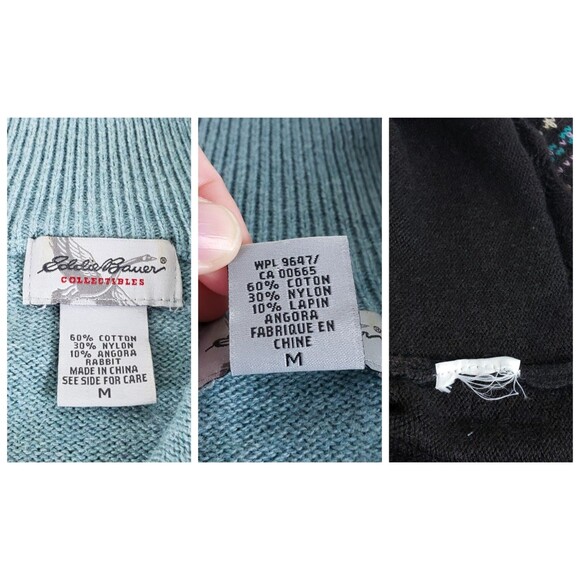 Eddie Bauer®
COLLECTIBLES
60% COTTON
30% NYLON
10% ANGORA
RABBIT
MADE IN CHINA
SEE SIDE FOR CARE
M
WPL 9647/
CA 00665
60% COTON
30% NYLON
10% LAPIN
ANGORA
FABRIQUE EN
CHINE
M